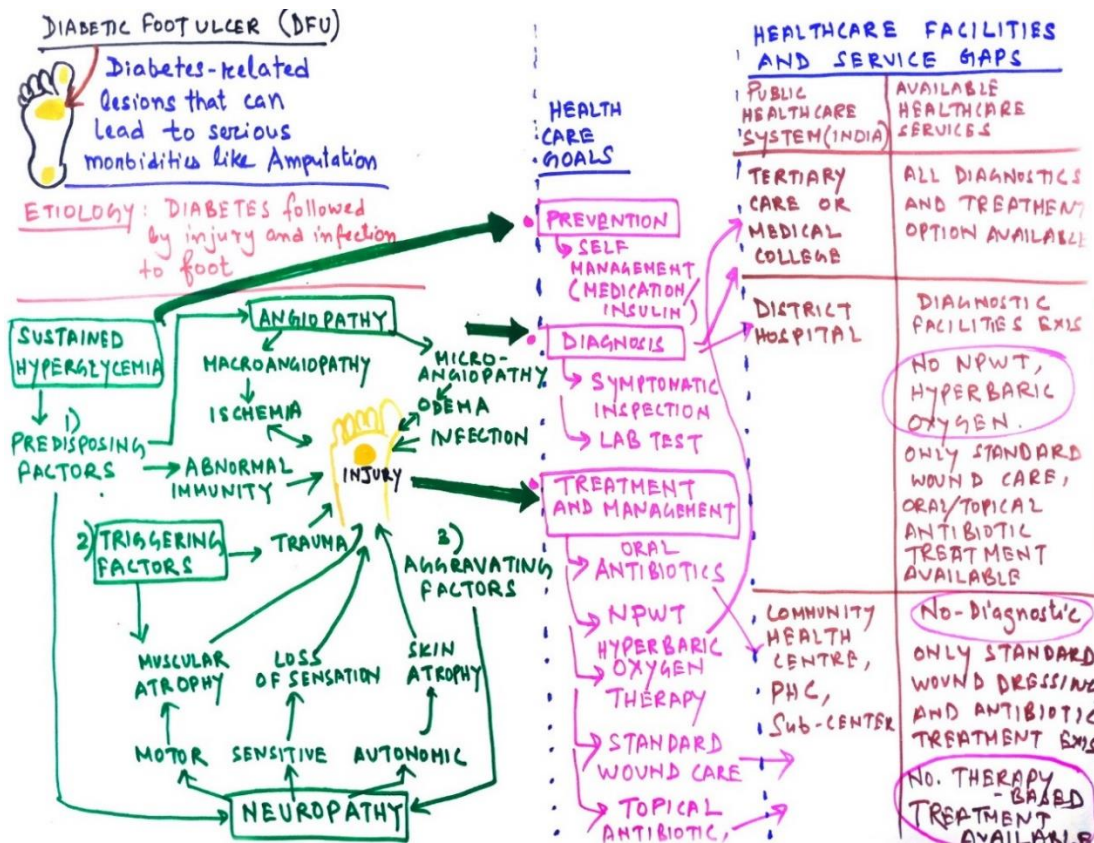 DIABETIC FOOT ULCER (DFU)
Diabetes-related
lesions that can
lead to serious
morbidities like Amputation
ETIOLOGY: DIABETES followed
by injury and infection
to foot
SUSTAINED
HYPERGLYCEMIA
1)
PREDISPOSING
FACTORS
ANGIOPATHY
MACROANGIOPATHY
ISCHEMIA
MICRO-
ANGIOPATHY
ODEMA
INFECTION
ABNORMAL
IMMUNITY
INJURY
2) TRIGGERING
FACTORS
TRAUMA
3)
AGGRAVATING
FACTORS
MUSCULAR
ATROPHY
LOSS
OF SENSATION
SKIN
ATROPHY
MOTOR
SENSITIVE
AUTONOMIC
NEUROPATHY
HEALTH
CARE
GOALS
PREVENTION
SELF
MANAGEMENT
(MEDICATION
INSULIN)
DIAGNOSIS
SYMPTOMATIC
INSPECTION
LAB TEST
TREATMENT
AND MANAGEMENT
ORAL
ANTIBIOTICS
NPWT
HYPERBARIC
OXYGEN
THERAPY
STANDARD
WOUND CARE
TOPICAL
ANTIBIOTIC,
HEALTHCARE FACILITIES
AND SERVICE GAPS
PUBLIC
HEALTHCARE
SYSTEM (INDIA)
AVAILABLE
HEALTHCARE
SERVICES
TERTIARY
CARE OR
MEDICAL
COLLEGE
ALL DIAGNOSTICS
AND TREATMENT
OPTION AVAILABLE
DISTRICT
HOSPITAL
DIAGNOSTIC
FACILITIES EXIS
NO NPWT,
HYPERBARIC
OXYGEN.
ONLY STANDARD
WOUND CARE,
ORAL/TOPICAL
ANTIBIOTIC
TREATMENT
AVAILABLE
COMMUNITY
HEALTH
CENTRE,
PHC,
Sub-CENTER
No-Diagnostic
ONLY STANDARD
WOUND DRESSING
AND ANTIBIOTIC
TREATMENT EXIS
No. THERAPY
-BASED
TREATMENT
AVAILABLE